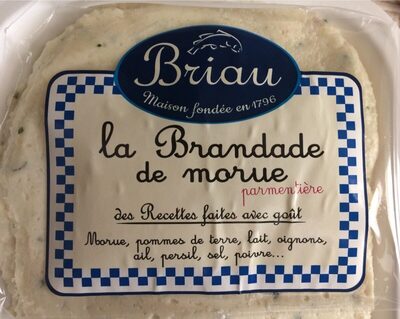 Briau
Maison fondée en 1796
la Brandade
de morue
parmentière
des Recettes faites avec goût
Morue, pommes de terre, lait, oignons,
ail, persil, sel, poivre...